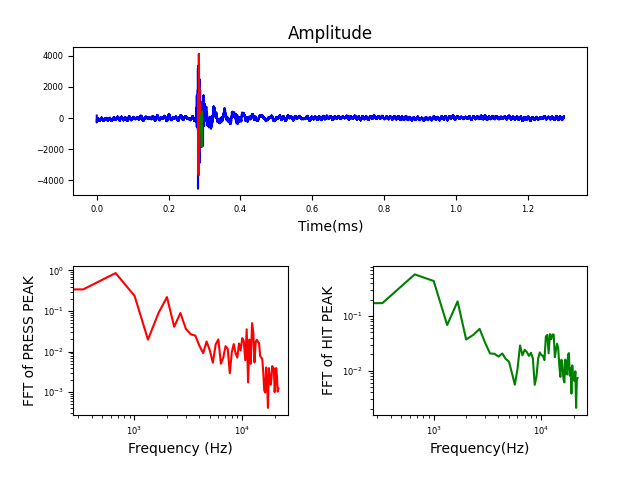 Amplitude
4000
2000
0
−2000
−4000
0.0 0.2 0.4 0.6 0.8 1.0 1.2
Time(ms)
FFT of PRESS PEAK
10⁰
10⁻¹
10⁻²
10⁻³
10³ 10⁴
Frequency (Hz)
FFT of HIT PEAK
10⁻¹
10⁻²
10³ 10⁴
Frequency(Hz)